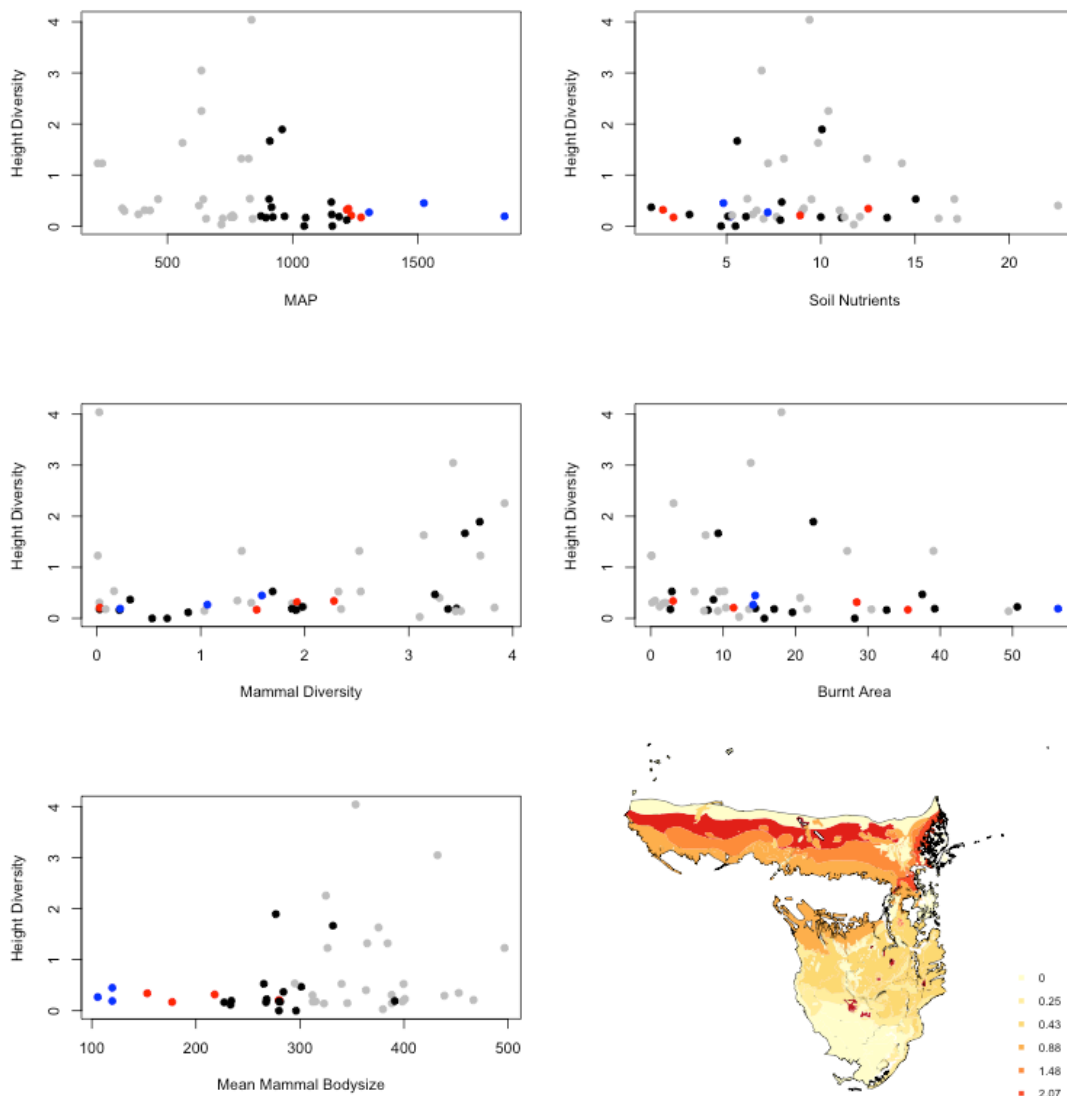 Height Diversity
0 1 2 3 4
500 1000 1500
MAP
Height Diversity
0 1 2 3 4
5 10 15 20
Soil Nutrients
Height Diversity
0 1 2 3 4
0 1 2 3 4
Mammal Diversity
Height Diversity
0 1 2 3 4
0 10 20 30 40 50
Burnt Area
Height Diversity
0 1 2 3 4
100 200 300 400 500
Mean Mammal Bodysize
0
0.25
0.43
0.88
1.48
2.07